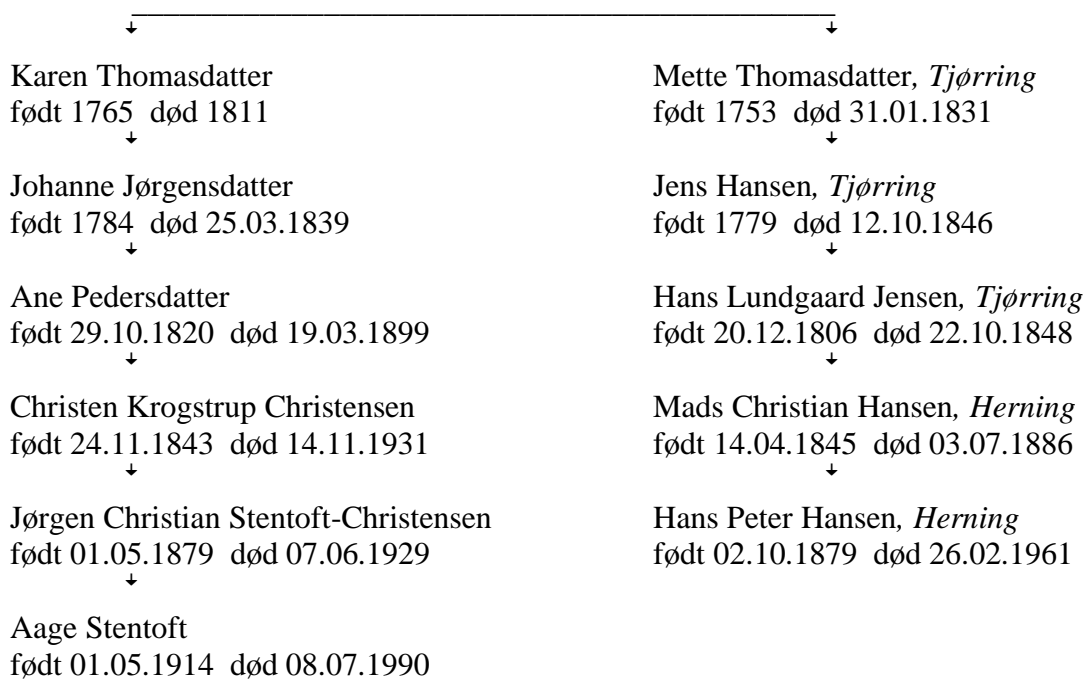 Karen Thomasdatter
født 1765  død 1811
Johanne Jørgensdatter
født 1784  død 25.03.1839
Ane Pedersdatter
født 29.10.1820  død 19.03.1899
Christen Krogstrup Christensen
født 24.11.1843  død 14.11.1931
Jørgen Christian Stentoft-Christensen
født 01.05.1879  død 07.06.1929
Aage Stentoft
født 01.05.1914  død 08.07.1990
Mette Thomasdatter, Tjørring
født 1753  død 31.01.1831
Jens Hansen, Tjørring
født 1779  død 12.10.1846
Hans Lundgaard Jensen, Tjørring
født 20.12.1806  død 22.10.1848
Mads Christian Hansen, Herning
født 14.04.1845  død 03.07.1886
Hans Peter Hansen, Herning
født 02.10.1879  død 26.02.1961